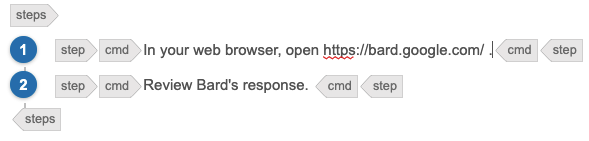 steps
1 step cmd In your web browser, open https://bard.google.com/ . cmd step
2 step cmd Review Bard's response. cmd step
steps